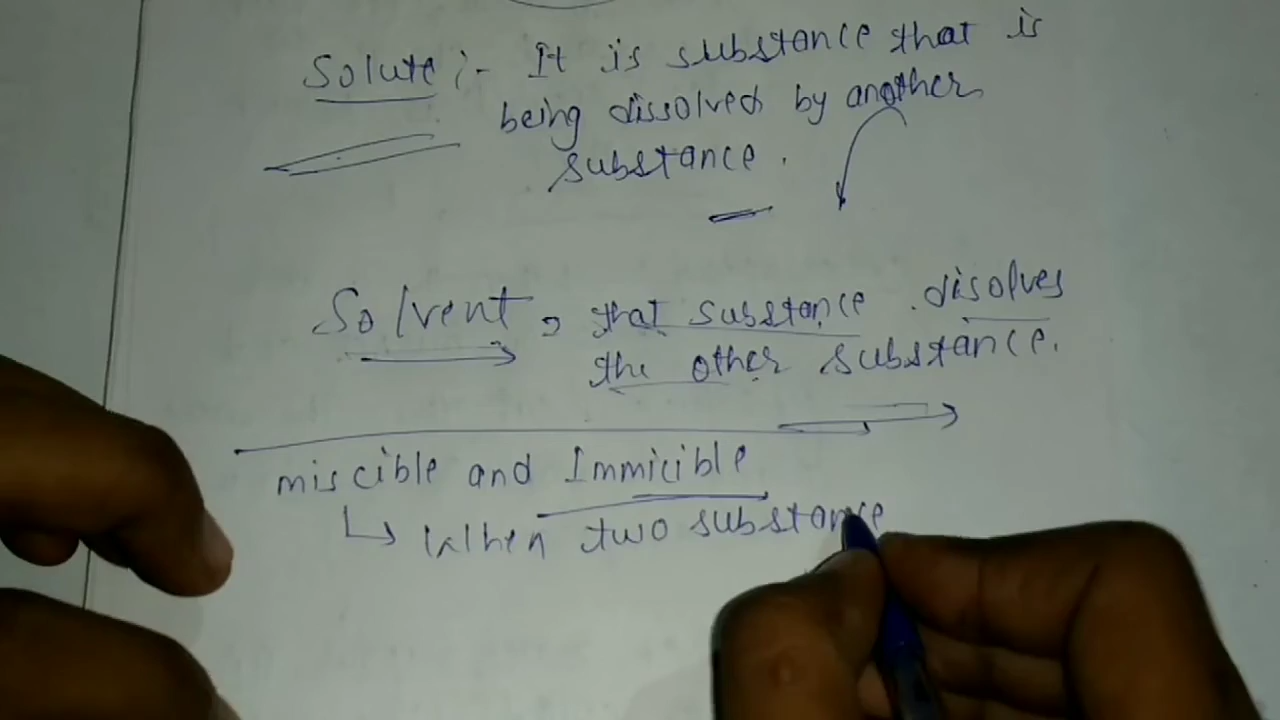 Solute :- It is substance that is
being dissolved by another
substance.
Solvent, that substance disolves
the other substance.
miscible and Immicible
When two substance